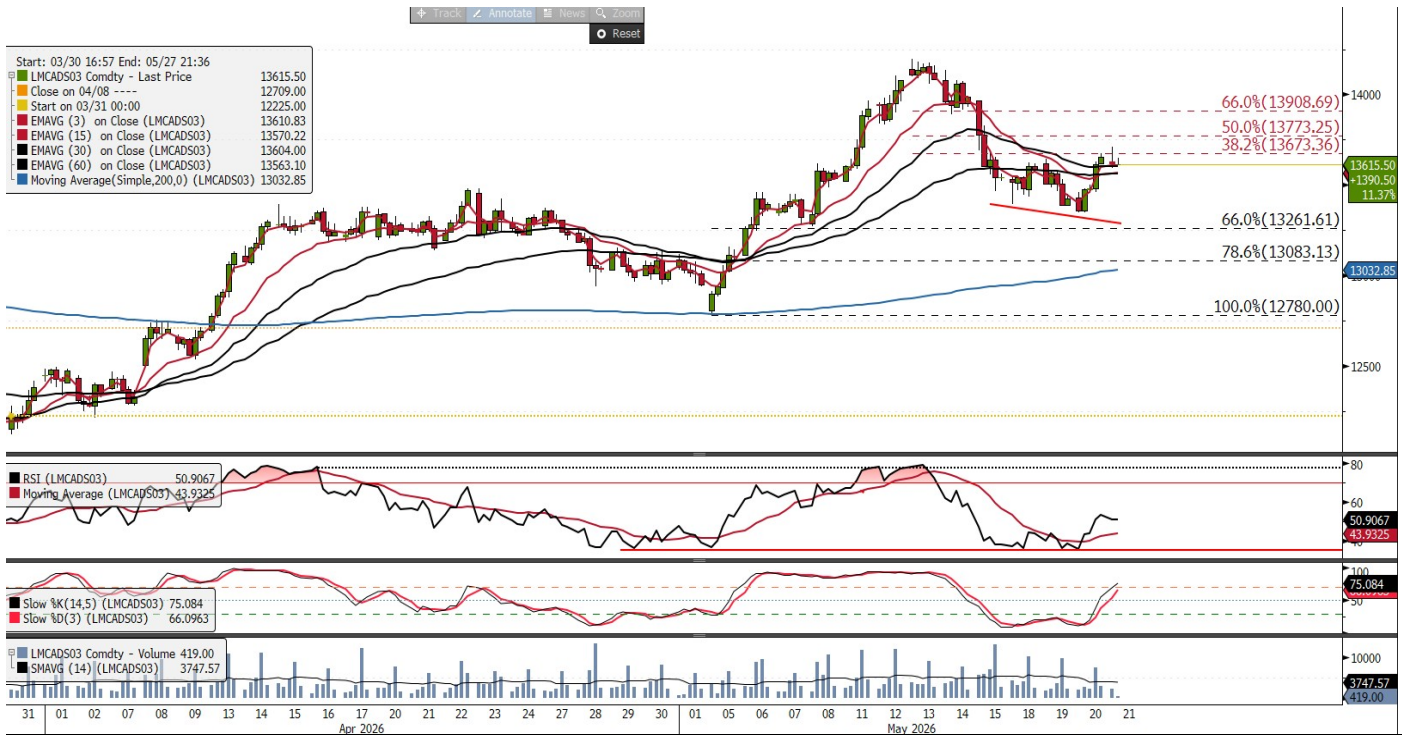 Track Annotate News Zoom
Reset
Start: 03/30 16:57 End: 05/27 21:36
LMCADS03 Comdty - Last Price 13615.50
Close on 04/08 ---- 12709.00
Start on 03/31 00:00 12225.00
EMAVG (3) on Close (LMCADS03) 13610.83
EMAVG (15) on Close (LMCADS03) 13570.22
EMAVG (30) on Close (LMCADS03) 13604.00
EMAVG (60) on Close (LMCADS03) 13563.10
Moving Average(Simple,200,0) (LMCADS03) 13032.85
14000
66.0%(13908.69)
50.0%(13773.25)
38.2%(13673.36)
13615.50
+1390.50
11.37%
66.0%(13261.61)
78.6%(13083.13)
13032.85
100.0%(12780.00)
12500
RSI (LMCADS03) 50.9067
Moving Average (LMCADS03) 43.9325
80
60
50.9067
43.9325
Slow %K(14,5) (LMCADS03) 75.084
Slow %D(3) (LMCADS03) 66.0963
100
75.084
50
LMCADS03 Comdty - Volume 419.00
SMAVG (14) (LMCADS03) 3747.57
10000
3747.57
419.00
31 01 02 07 08 09 13 14 15 16 17 20 21 22 23 24 27 28 29 30 01 05 06 07 08 11 12 13 14 15 18 19 20 21
Apr 2026 May 2026